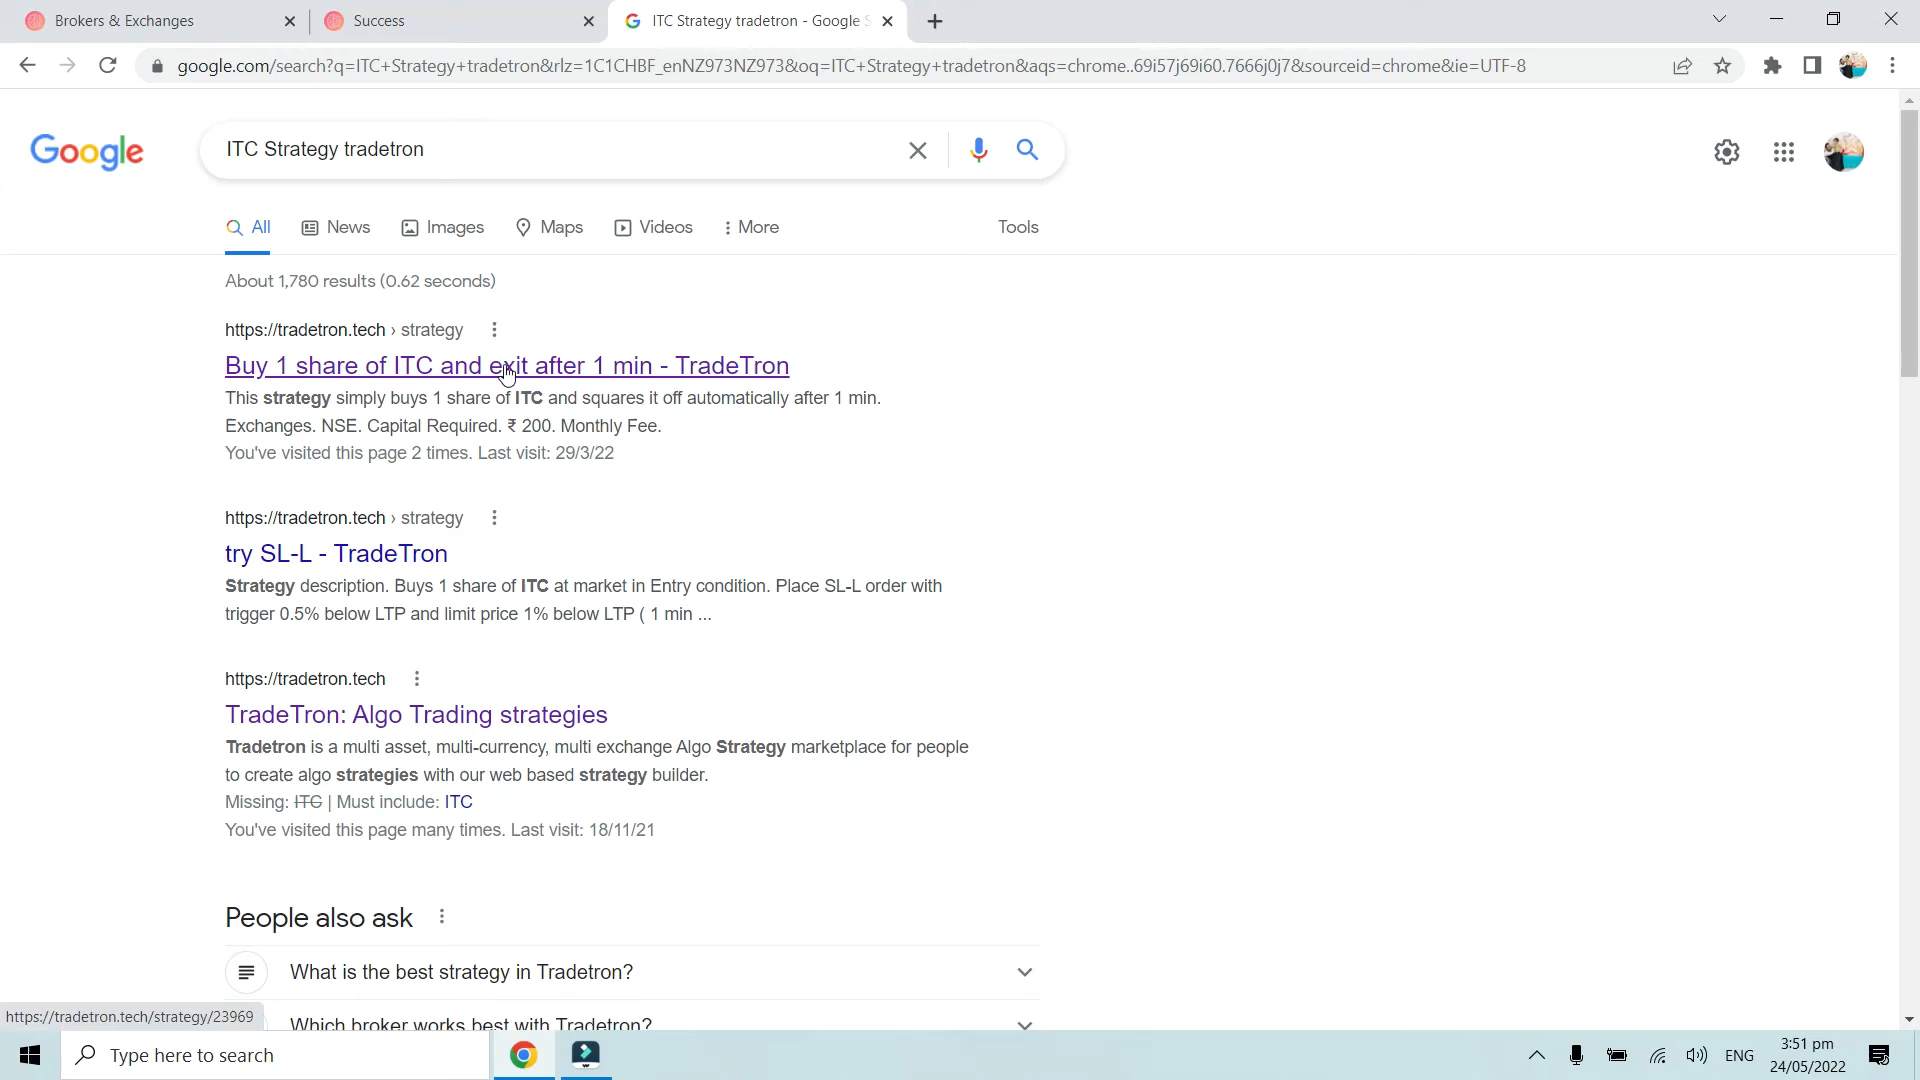 Brokers & Exchanges
Success
ITC Strategy tradetron - Google S
google.com/search?q=ITC+Strategy+tradetron&rlz=1C1CHBF_enNZ973NZ973&oq=ITC+Strategy+tradetron&aqs=chrome..69i57j69i60.7666j0j7&sourceid=chrome&ie=UTF-8
Google
ITC Strategy tradetron
All
News
Images
Maps
Videos
More
Tools
About 1,780 results (0.62 seconds)
https://tradetron.tech › strategy
Buy 1 share of ITC and exit after 1 min - TradeTron
This strategy simply buys 1 share of ITC and squares it off automatically after 1 min.
Exchanges. NSE. Capital Required. ₹ 200. Monthly Fee.
You've visited this page 2 times. Last visit: 29/3/22
https://tradetron.tech › strategy
try SL-L - TradeTron
Strategy description. Buys 1 share of ITC at market in Entry condition. Place SL-L order with
trigger 0.5% below LTP and limit price 1% below LTP ( 1 min ...
https://tradetron.tech
TradeTron: Algo Trading strategies
Tradetron is a multi asset, multi-currency, multi exchange Algo Strategy marketplace for people
to create algo strategies with our web based strategy builder.
Missing: ITC | Must include: ITC
You've visited this page many times. Last visit: 18/11/21
People also ask
What is the best strategy in Tradetron?
Which broker works best with Tradetron?
https://tradetron.tech/strategy/23969
Type here to search
ENG
3:51 pm
24/05/2022